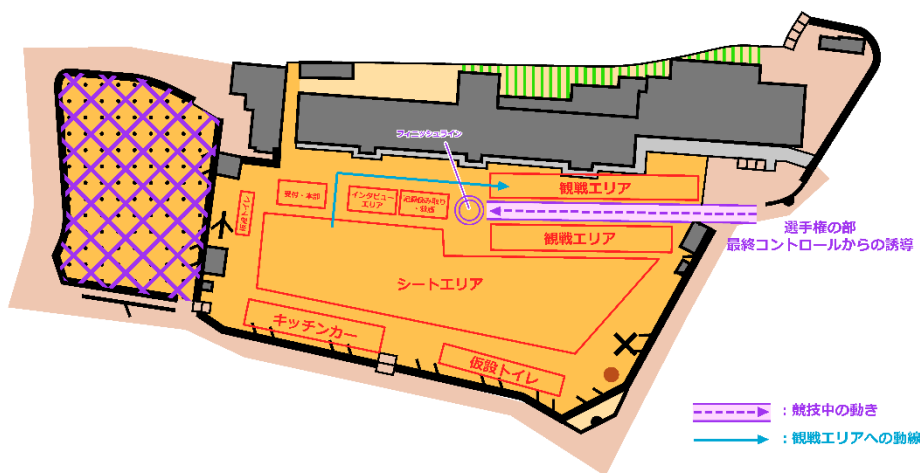 フィニッシュライン
観戦エリア
仮設トイレ
受付・本部
インタビュー
エリア
記録読み取り
・競技
選手権の部
最終コントロールからの誘導
観戦エリア
シートエリア
キッチンカー
仮設トイレ
：競技中の動き
：観戦エリアへの動線